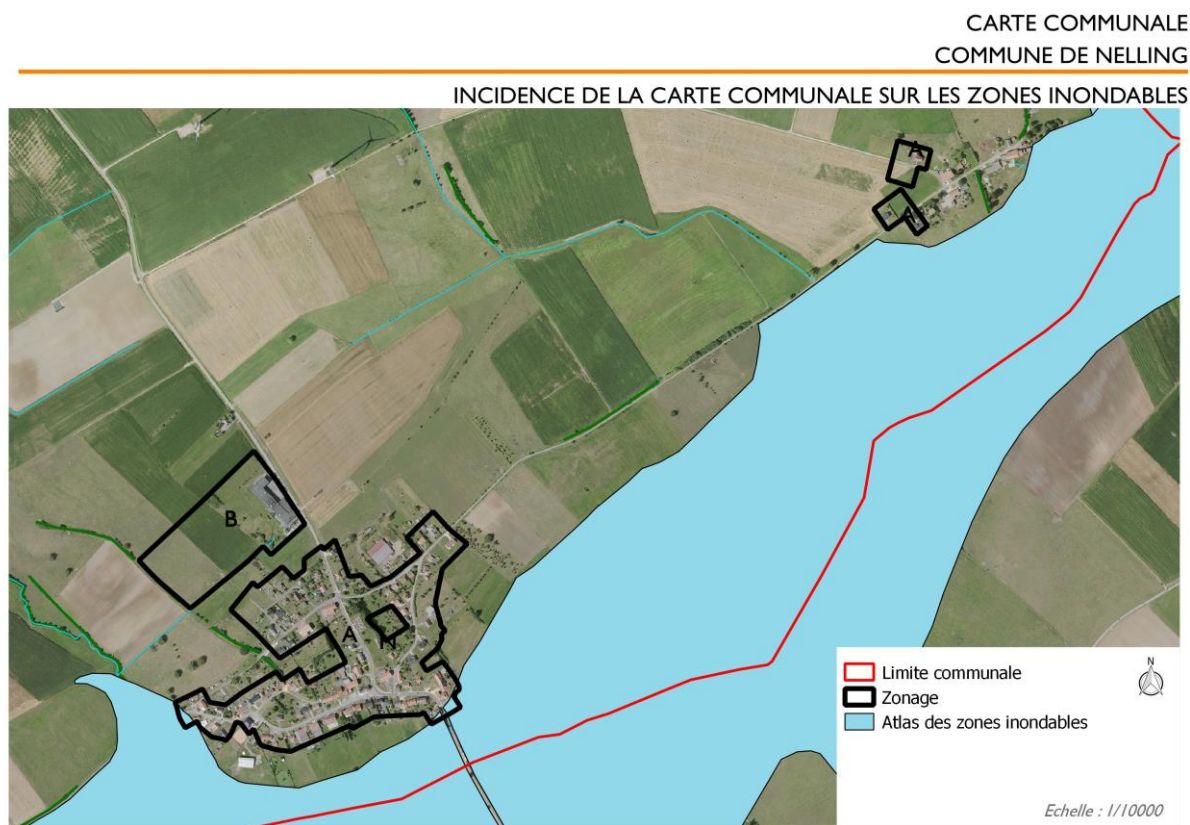 CARTE COMMUNALE
COMMUNE DE NELLING
INCIDENCE DE LA CARTE COMMUNALE SUR LES ZONES INONDABLES
A
A
B
A
N
N
Limite communale
Zonage
Atlas des zones inondables
Echelle : 1/10000